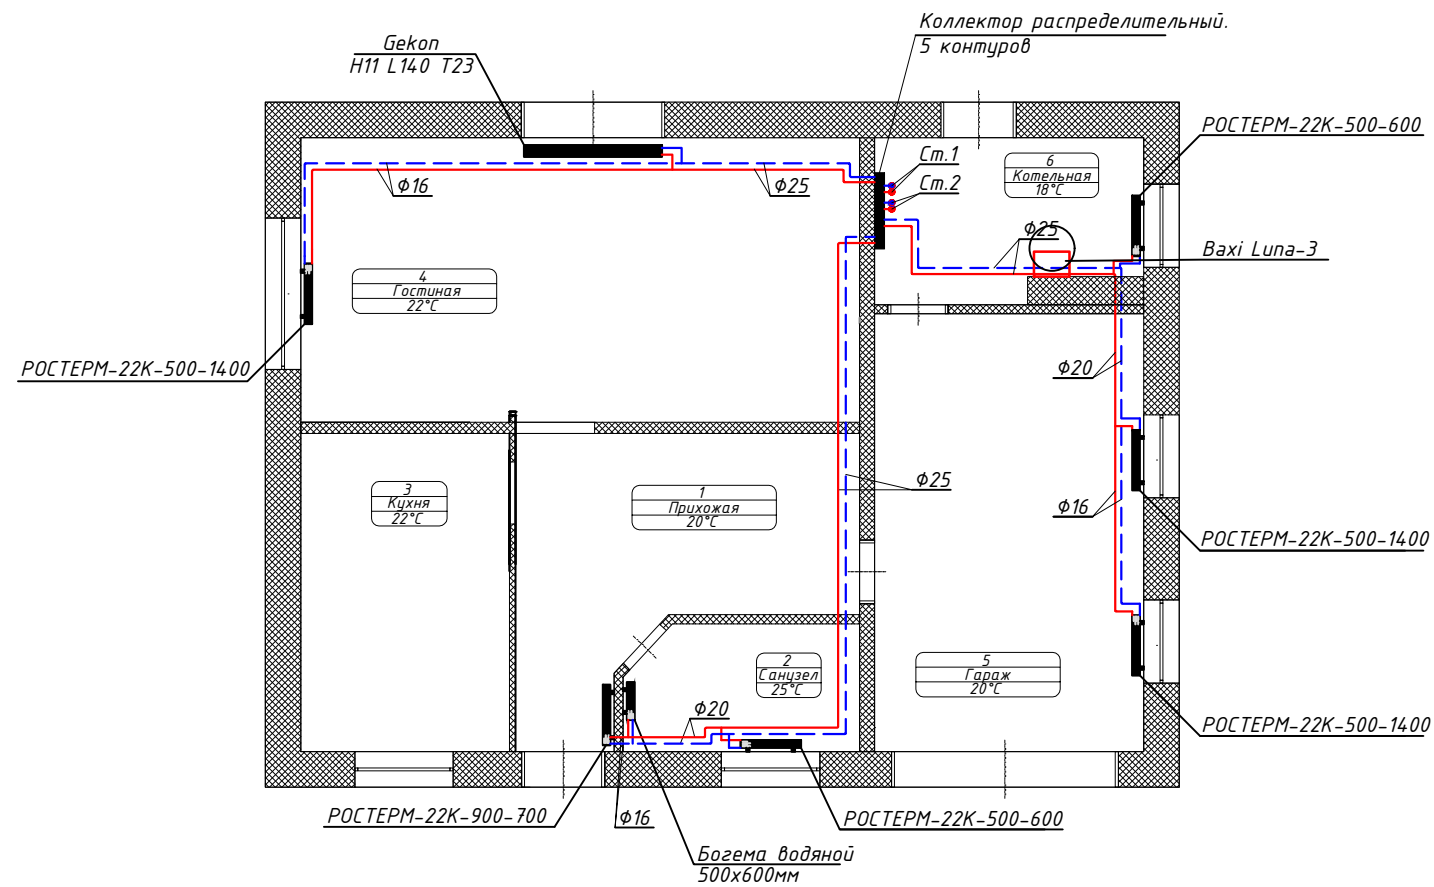 Коллектор распределительный.
5 контуров
Gekon
H11 L140 T23
РОСТЕРМ-22К-500-600
Ст.1
Ст.2
6
Котельная
18°C
Ф16
Ф25
Ф25
Baxi Luna-3
4
Гостиная
22°C
РОСТЕРМ-22К-500-1400
Ф20
3
Кухня
22°C
1
Прихожая
20°C
Ф25
Ф16
РОСТЕРМ-22К-500-1400
2
Санузел
25°C
5
Гараж
20°C
Ф20
РОСТЕРМ-22К-500-1400
РОСТЕРМ-22К-900-700
Ф16
РОСТЕРМ-22К-500-600
Богема водяной
500х600мм